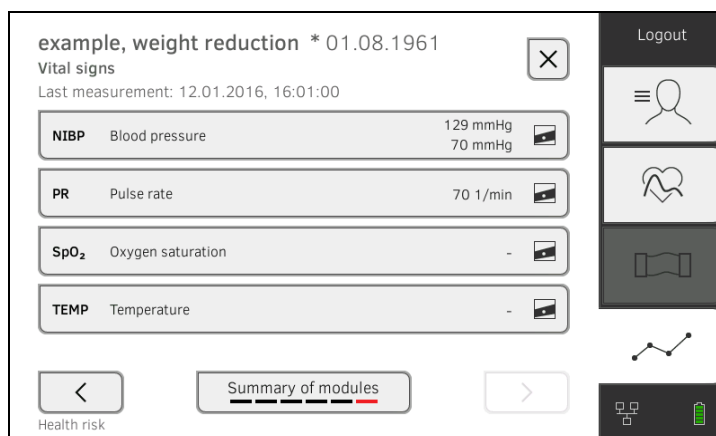 example, weight reduction * 01.08.1961
Vital signs
Last measurement: 12.01.2016, 16:01:00
NIBP Blood pressure 129 mmHg
70 mmHg
PR Pulse rate 70 1/min
SpO₂ Oxygen saturation -
TEMP Temperature -
Summary of modules
Health risk
Logout